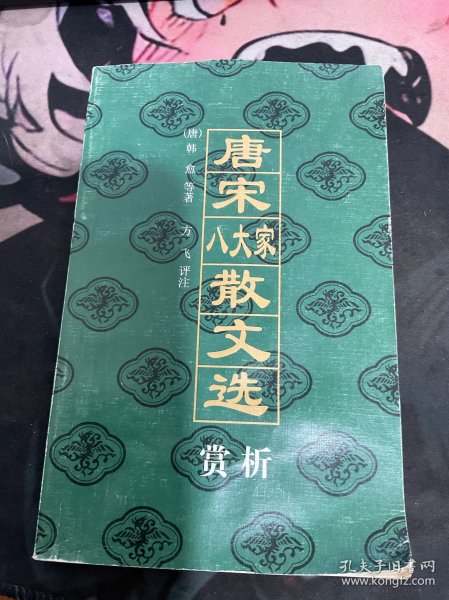 唐宋八大家散文选
赏析
(唐)韩愈等著 方飞 评注
孔夫子旧书网
www.kongfz.com